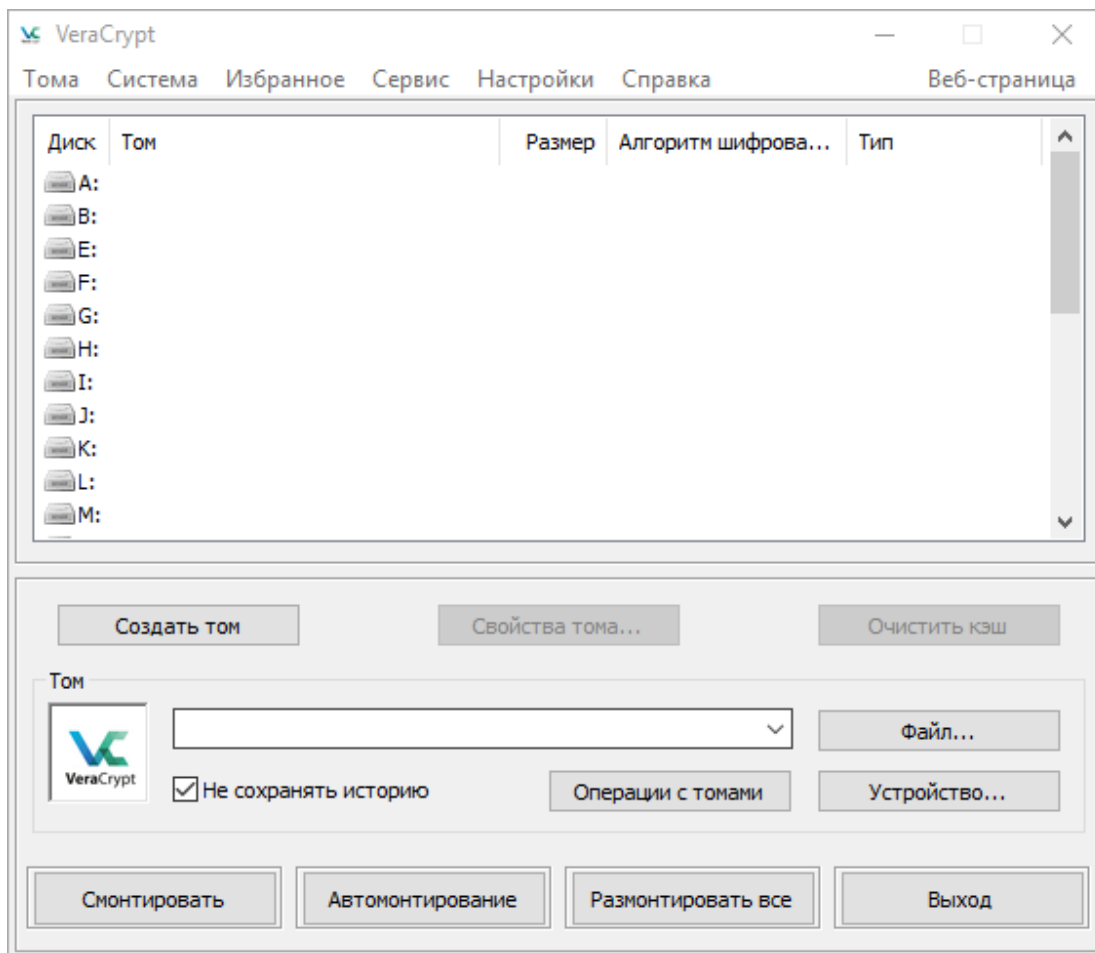 VeraCrypt
Тома Система Избранное Сервис Настройки Справка Веб-страница
Диск Том Размер Алгоритм шифрова... Тип
A:
B:
E:
F:
G:
H:
I:
J:
K:
L:
M:
Создать том Свойства тома... Очистить кэш
Том
VeraCrypt
Файл...
Не сохранять историю Операции с томами Устройство...
Смонтировать Автомонтирование Размонтировать все Выход